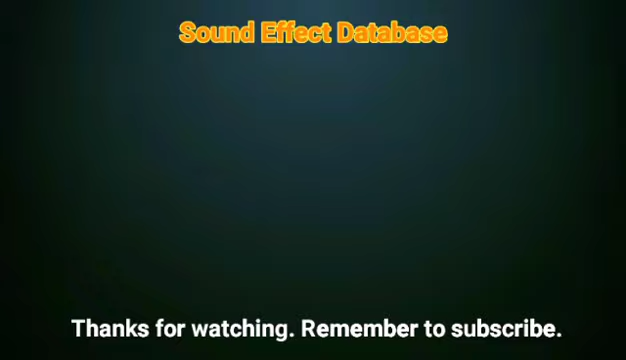 Sound Effect Database
Thanks for watching. Remember to subscribe.